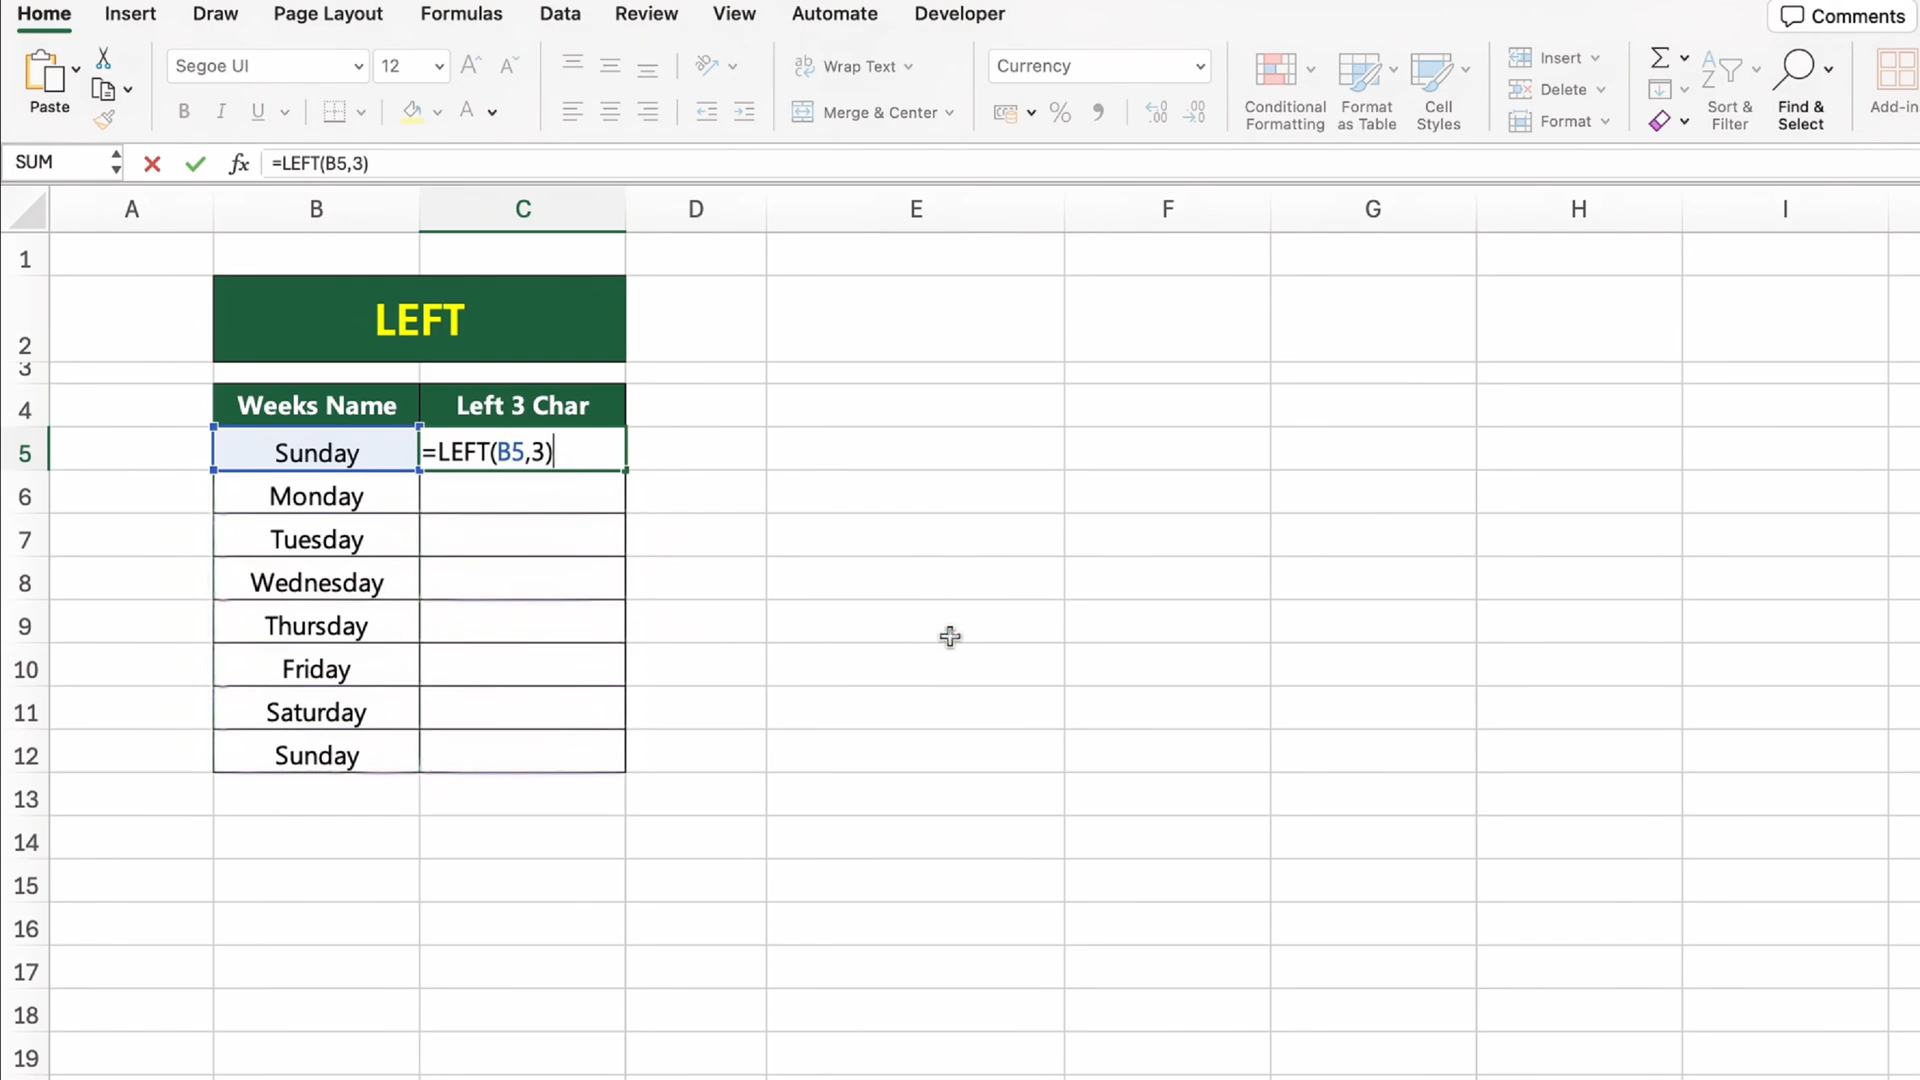 Home Insert Draw Page Layout Formulas Data Review View Automate Developer Comments
Paste
Segoe UI 12
Wrap Text
Merge & Center
Currency
Conditional Formatting
Format as Table
Cell Styles
Insert
Delete
Format
Sort & Filter
Find & Select
Add-in
SUM fx =LEFT(B5,3)
A B C D E F G H I
1
2 LEFT
3
4 Weeks Name Left 3 Char
5 Sunday =LEFT(B5,3)
6 Monday
7 Tuesday
8 Wednesday
9 Thursday
10 Friday
11 Saturday
12 Sunday
13
14
15
16
17
18
19